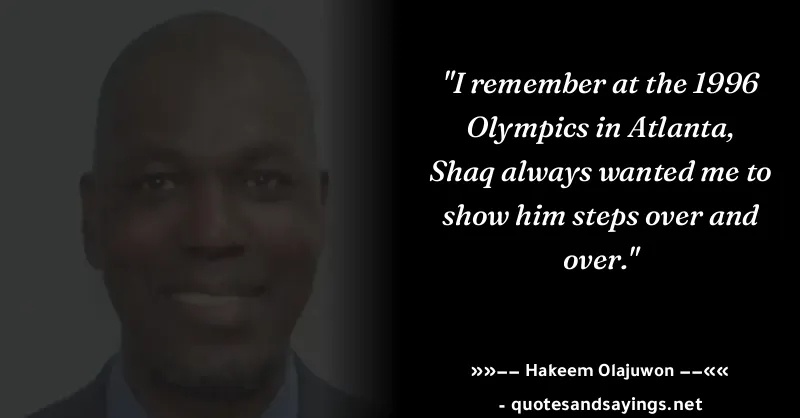 "I remember at the 1996
Olympics in Atlanta,
Shaq always wanted me to
show him steps over and
over."
»»−− Hakeem Olajuwon −−««
- quotesandsayings.net